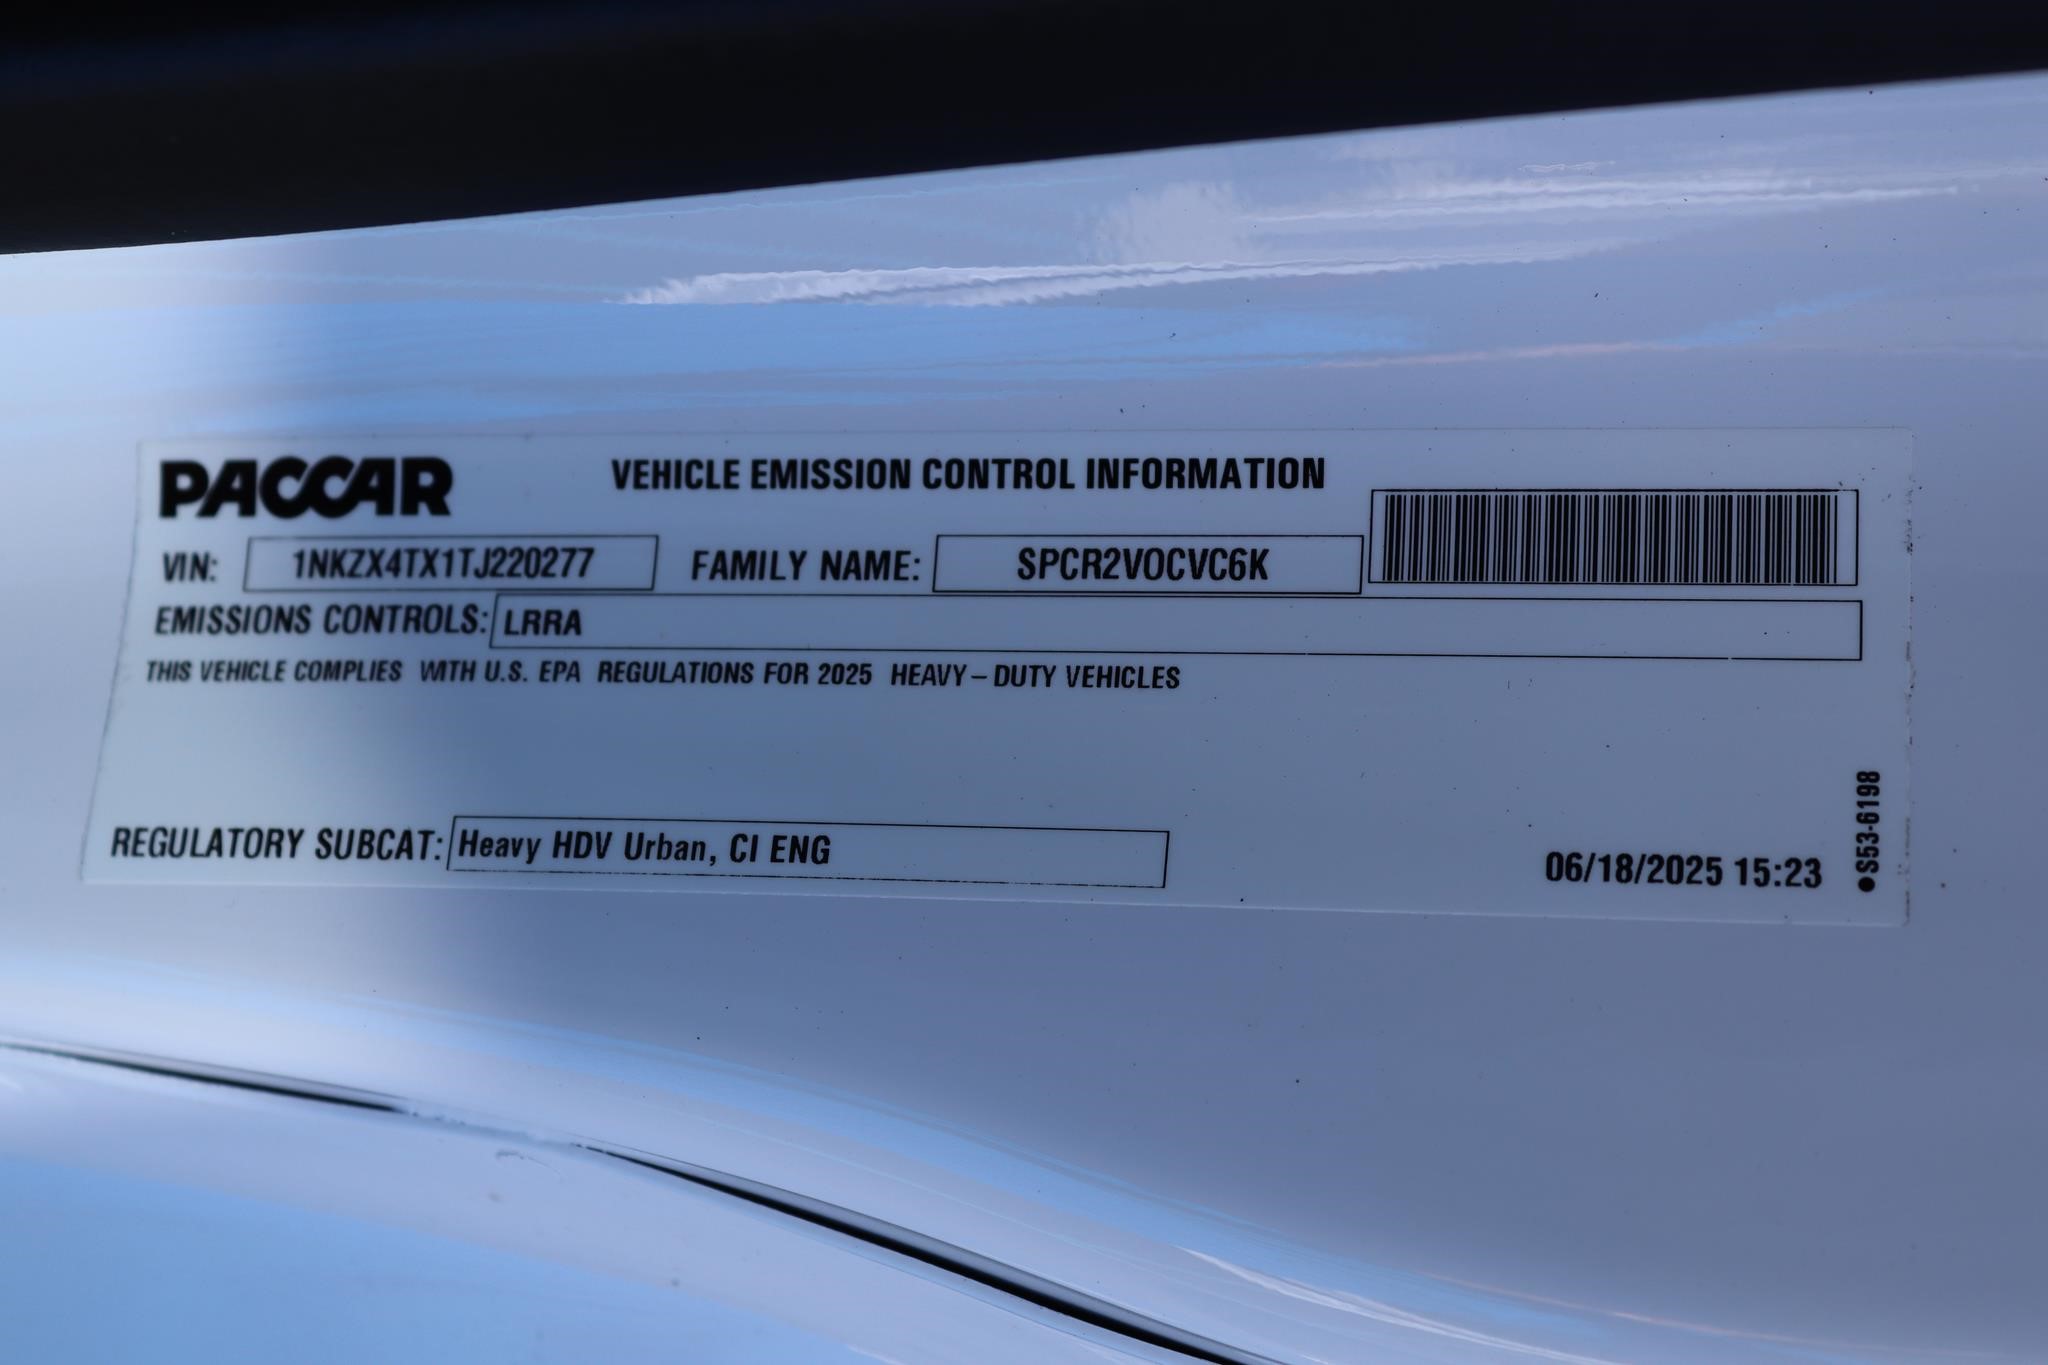 PACCAR VEHICLE EMISSION CONTROL INFORMATION
VIN: 1NKZX4TX1TJ220277 FAMILY NAME: SPCR2VOCVC6K
EMISSIONS CONTROLS: LRRA
THIS VEHICLE COMPLIES WITH U.S. EPA REGULATIONS FOR 2025 HEAVY-DUTY VEHICLES
REGULATORY SUBCAT: Heavy HDV Urban, CI ENG
06/18/2025 15:23
●S53-6198